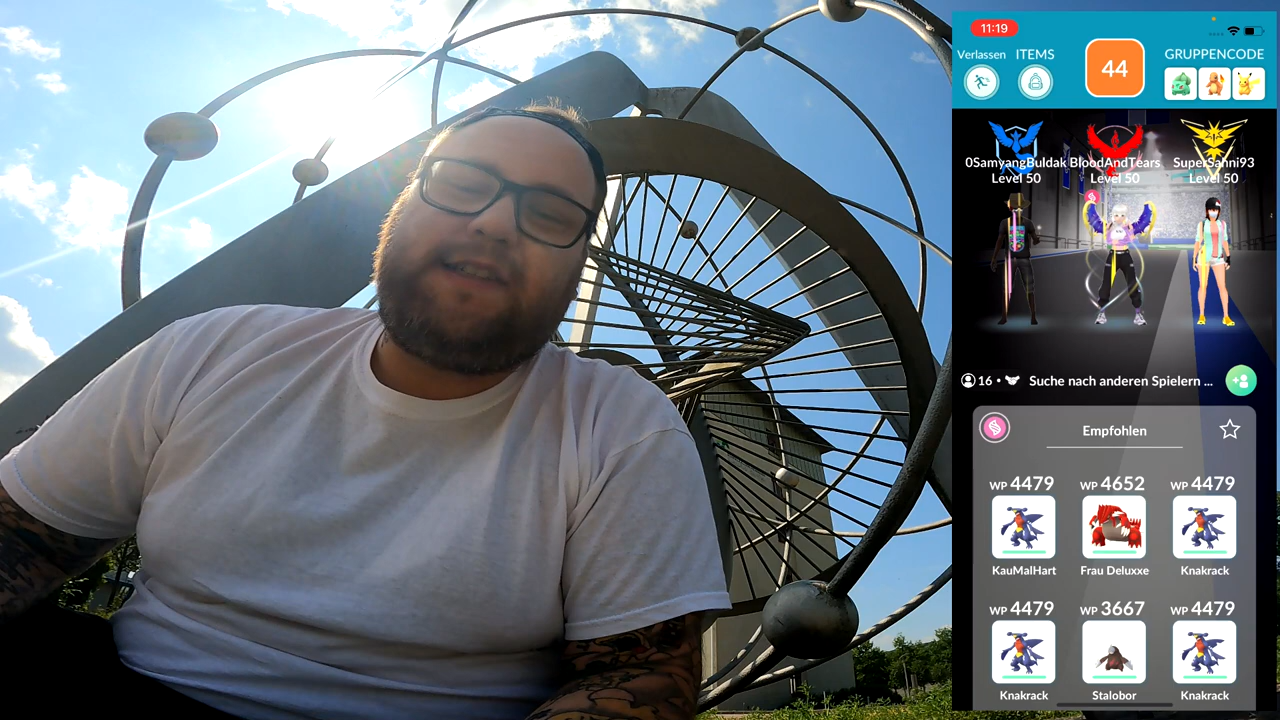 11:19
Verlassen ITEMS
44
GRUPPENCODE
0SamyangBuldak BloodAndTears SuperSahni93
Level 50 Level 50 Level 50
16 • Suche nach anderen Spielern ...
Empfohlen
WP 4479 WP 4652 WP 4479
KauMalHart Frau Deluxxe Knakrack
WP 4479 WP 3667 WP 4479
Knakrack Stalobor Knakrack